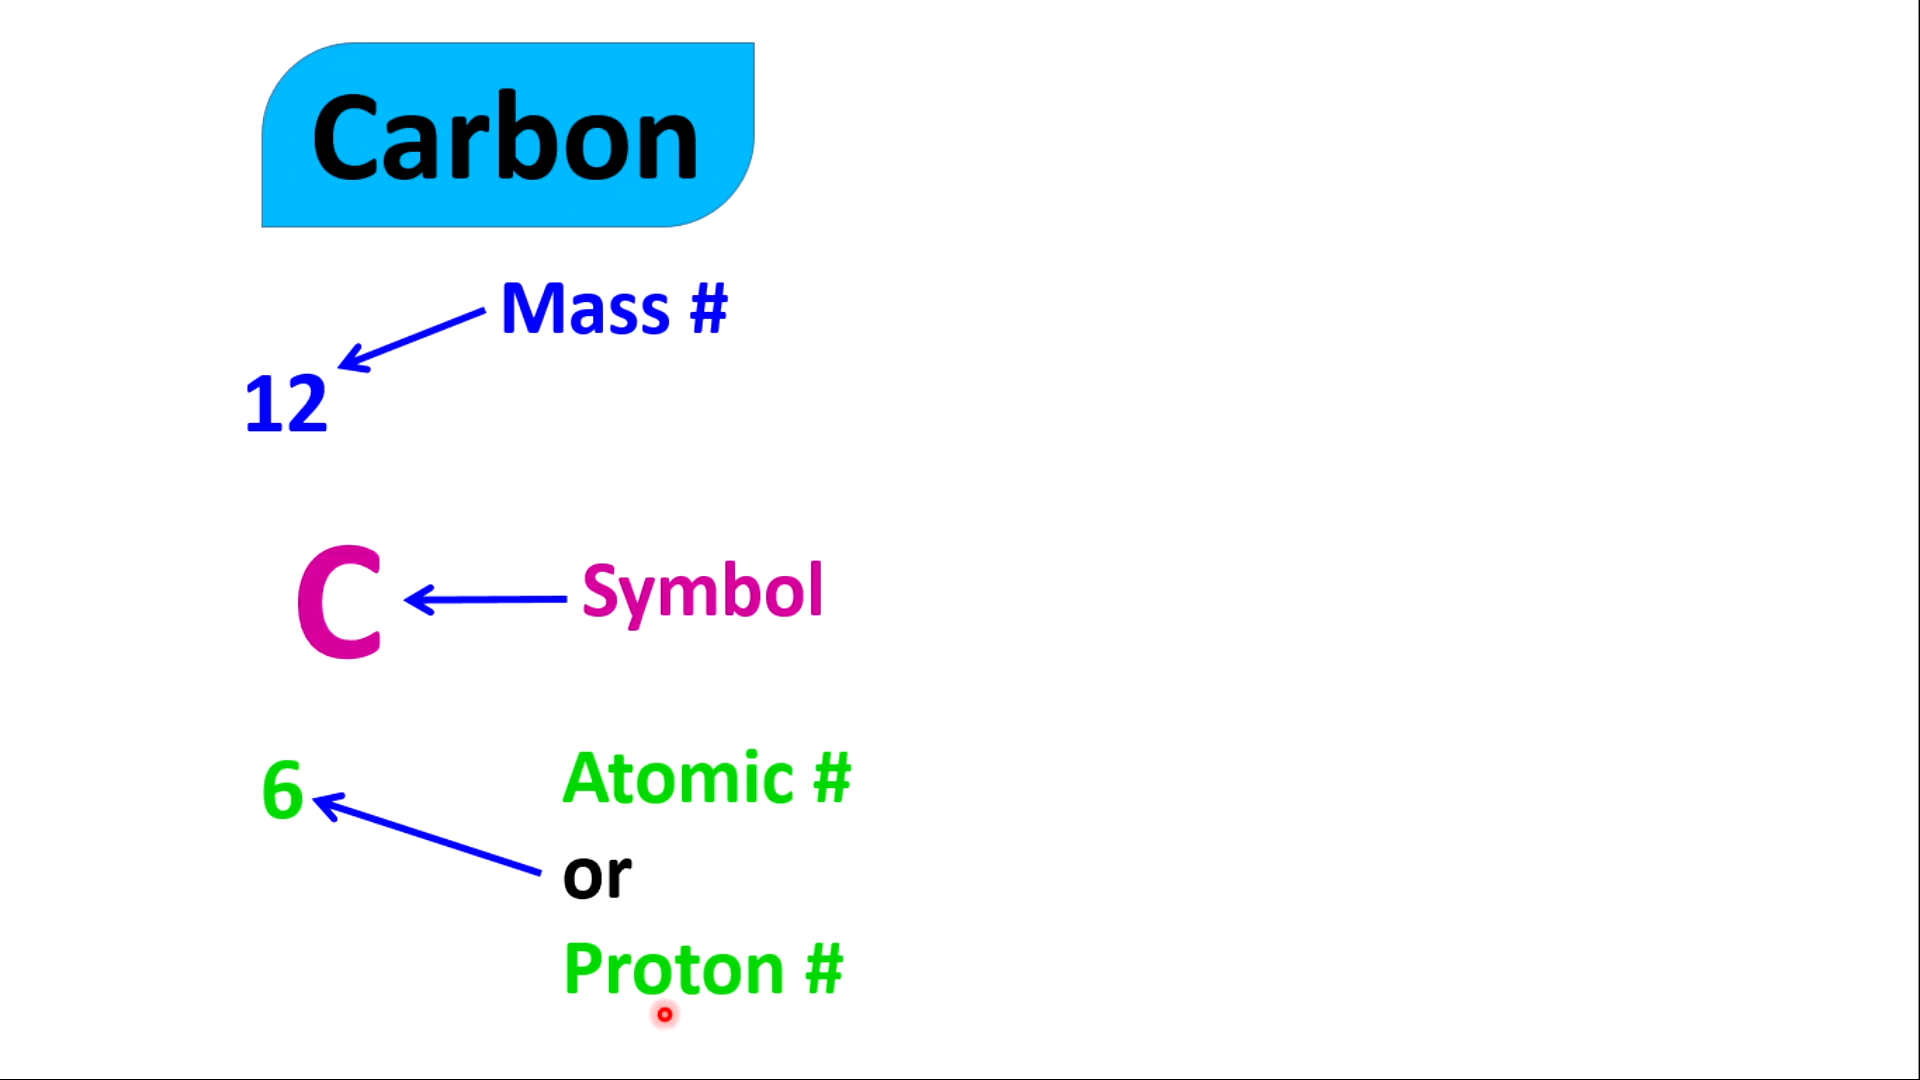 Carbon
Mass #
12
C
Symbol
6
Atomic #
or
Proton #